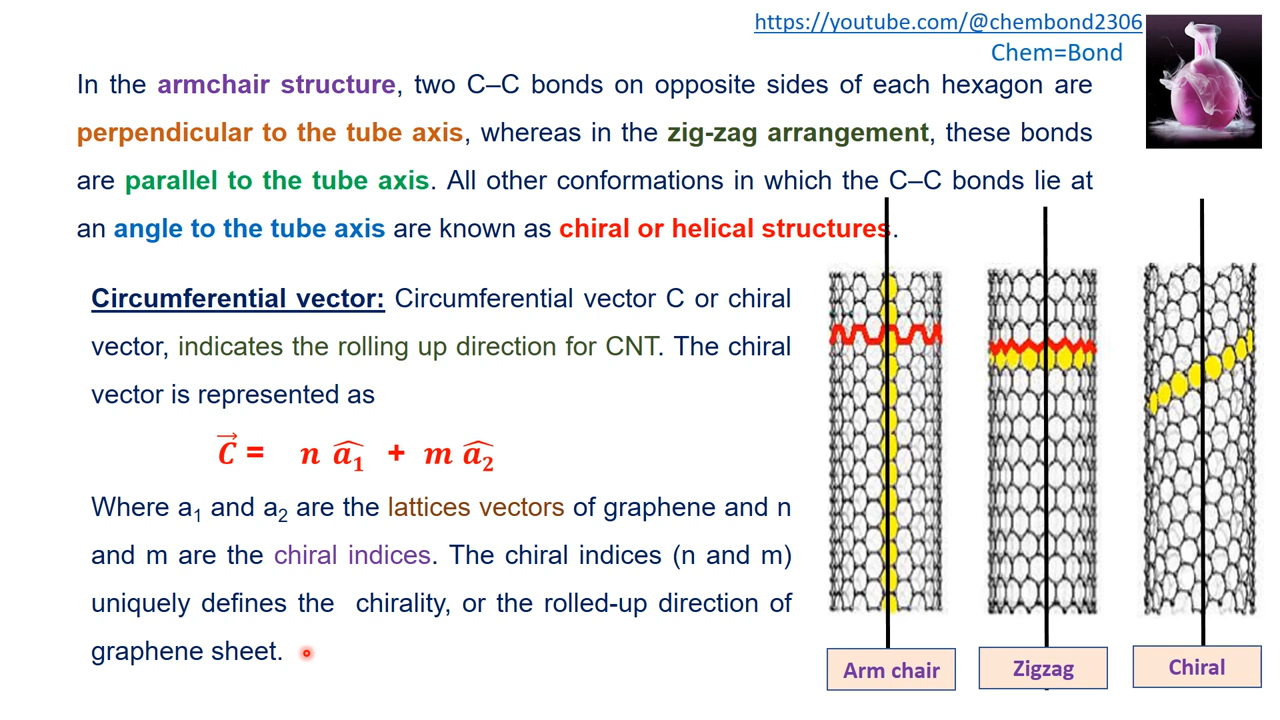 https://youtube.com/@chembond2306
Chem=Bond
In the armchair structure, two C–C bonds on opposite sides of each hexagon are
perpendicular to the tube axis, whereas in the zig-zag arrangement, these bonds
are parallel to the tube axis. All other conformations in which the C–C bonds lie at
an angle to the tube axis are known as chiral or helical structures.
Circumferential vector: Circumferential vector C or chiral
vector, indicates the rolling up direction for CNT. The chiral
vector is represented as
$\vec{C} = n \widehat{a_1} + m \widehat{a_2}$
Where a₁ and a₂ are the lattices vectors of graphene and n
and m are the chiral indices. The chiral indices (n and m)
uniquely defines the chirality, or the rolled-up direction of
graphene sheet.
Arm chair
Zigzag
Chiral